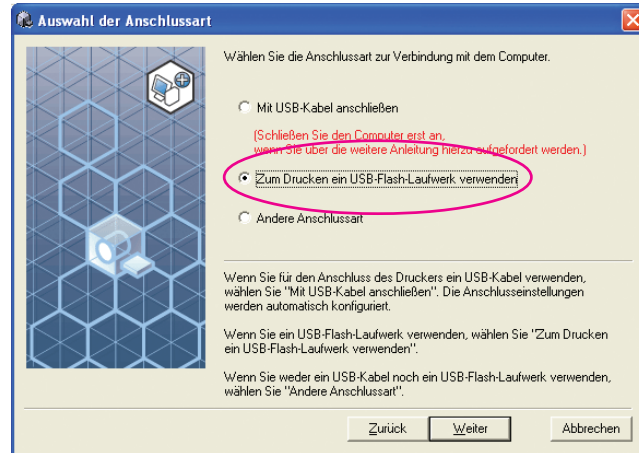 Auswahl der Anschlussart
Wählen Sie die Anschlussart zur Verbindung mit dem Computer.
Mit USB-Kabel anschließen
(Schließen Sie den Computer erst an,
wenn Sie über die weitere Anleitung hierzu aufgefordert werden.)
Zum Drucken ein USB-Flash-Laufwerk verwenden
Andere Anschlussart
Wenn Sie für den Anschluss des Druckers ein USB-Kabel verwenden,
wählen Sie "Mit USB-Kabel anschließen". Die Anschlusseinstellungen
werden automatisch konfiguriert.
Wenn Sie ein USB-Flash-Laufwerk verwenden, wählen Sie "Zum Drucken
ein USB-Flash-Laufwerk verwenden".
Wenn Sie weder ein USB-Kabel noch ein USB-Flash-Laufwerk verwenden,
wählen Sie "Andere Anschlussart".
Zurück Weiter Abbrechen